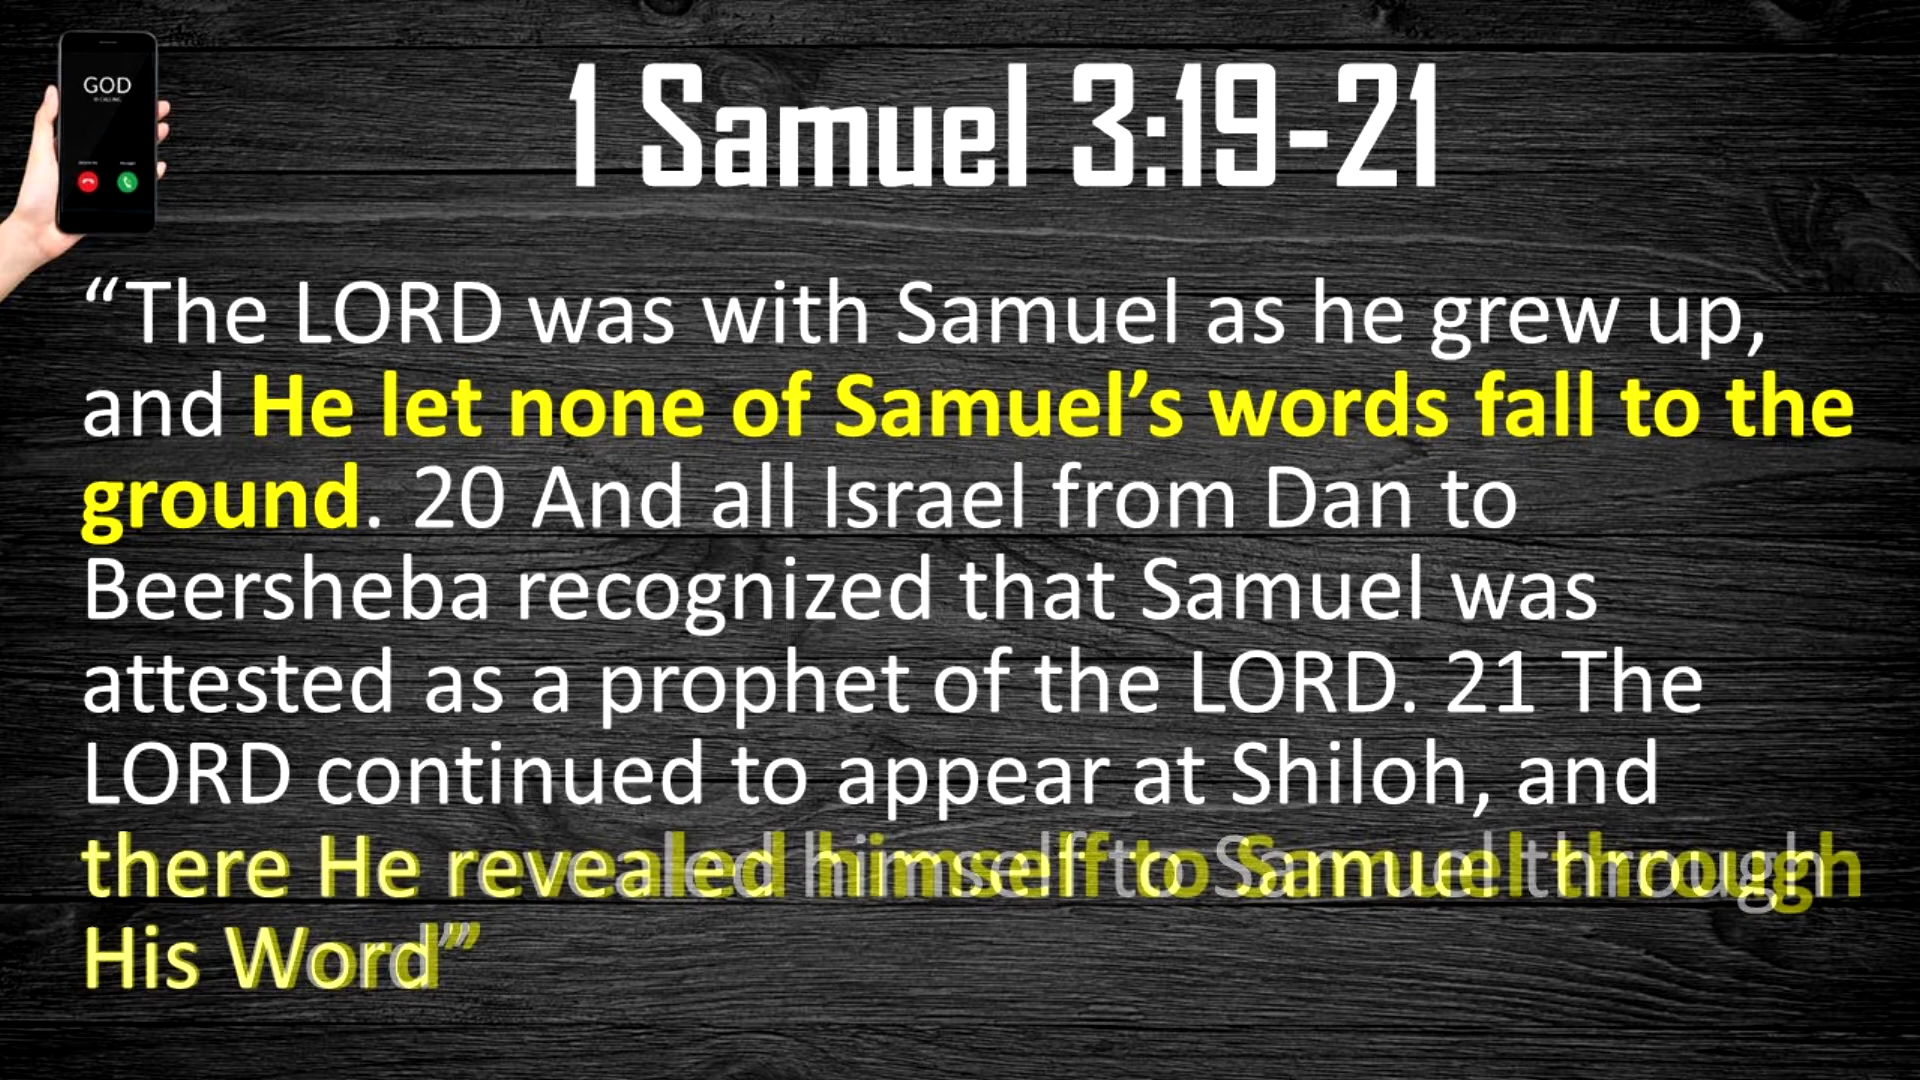 GOD
1 Samuel 3:19-21
“The LORD was with Samuel as he grew up,
and He let none of Samuel’s words fall to the
ground. 20 And all Israel from Dan to
Beersheba recognized that Samuel was
attested as a prophet of the LORD. 21 The
LORD continued to appear at Shiloh, and
there He revealed himself to Samuel through
His Word”